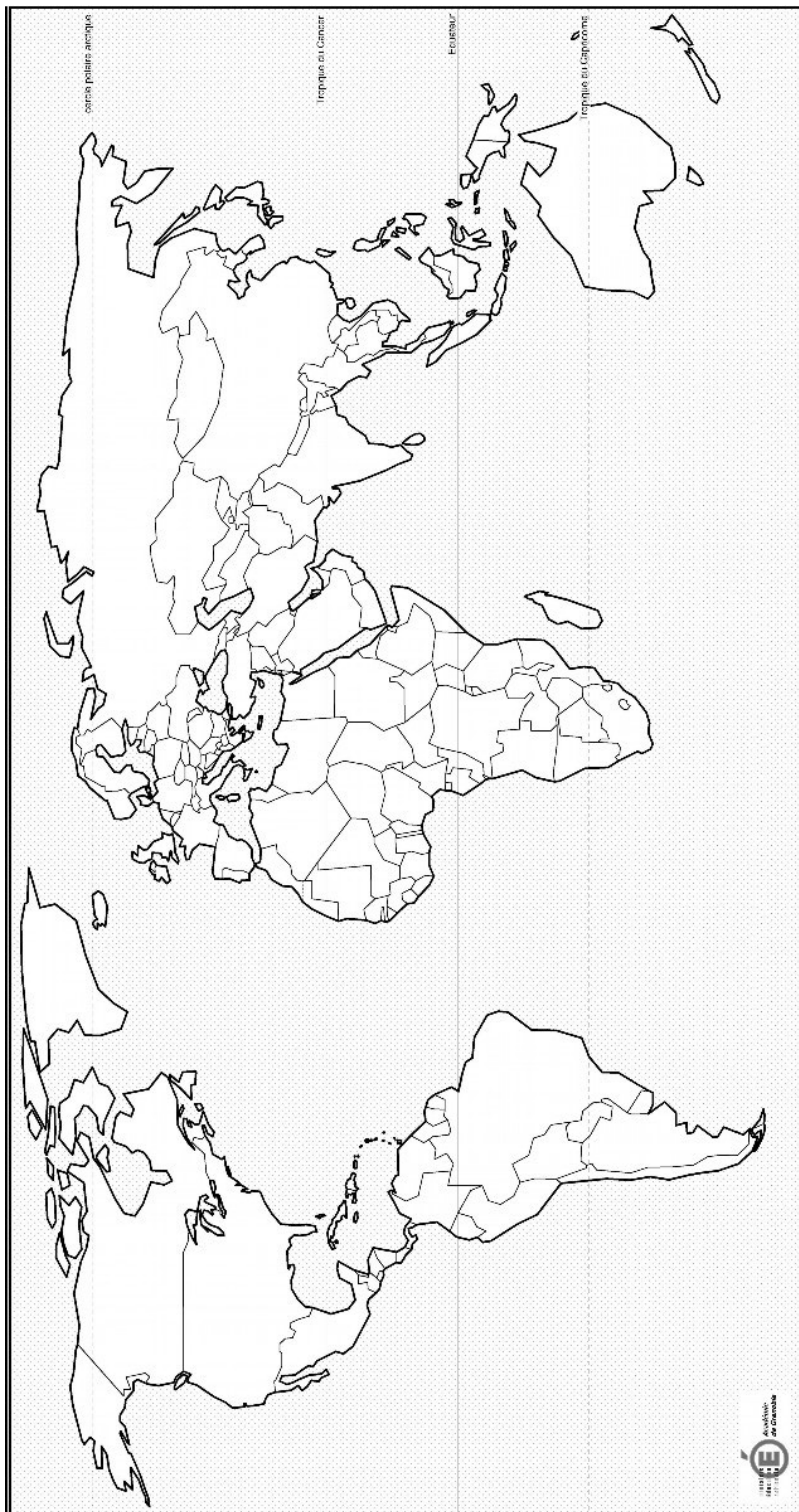 cercle polaire arctique
Tropique du Cancer
Equateur
Tropique du Capricorne
Académie
de Grenoble